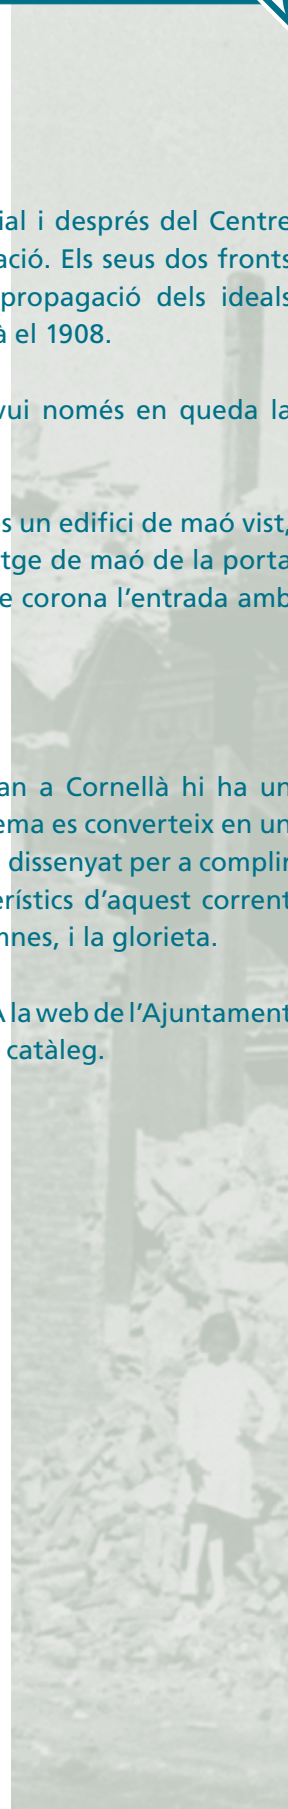 ial i després del Centre
ació. Els seus dos fronts
propagació dels ideals
à el 1908.
vui només en queda la
s un edifici de maó vist,
tge de maó de la porta
e corona l’entrada amb
an a Cornellà hi ha un
ema es converteix en un
dissenyat per a complir
erístics d’aquest corrent
nnes, i la glorieta.
A la web de l’Ajuntament
catàleg.